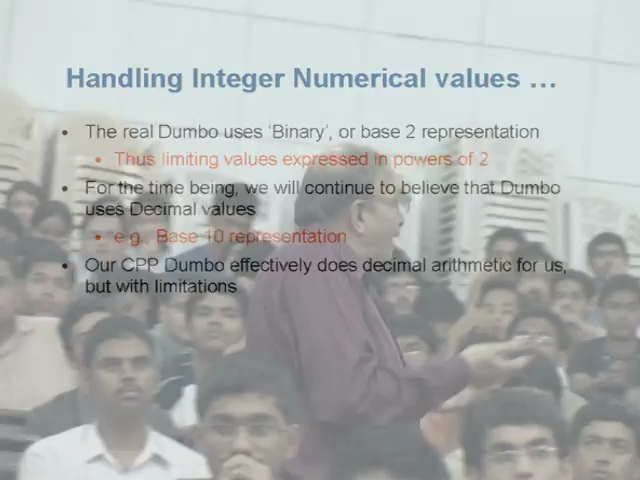 Handling Integer Numerical values …
• The real Dumbo uses 'Binary', or base 2 representation
• Thus limiting values expressed in powers of 2
• For the time being, we will continue to believe that Dumbo
uses Decimal values
• e.g., Base 10 representation
• Our CPP Dumbo effectively does decimal arithmetic for us,
but with limitations